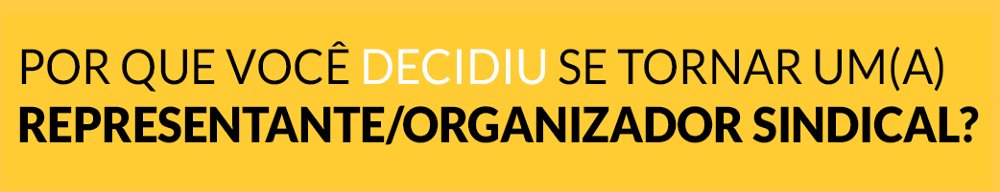 POR QUE VOCÊ DECIDIU SE TORNAR UM(A)
REPRESENTANTE/ORGANIZADOR SINDICAL?